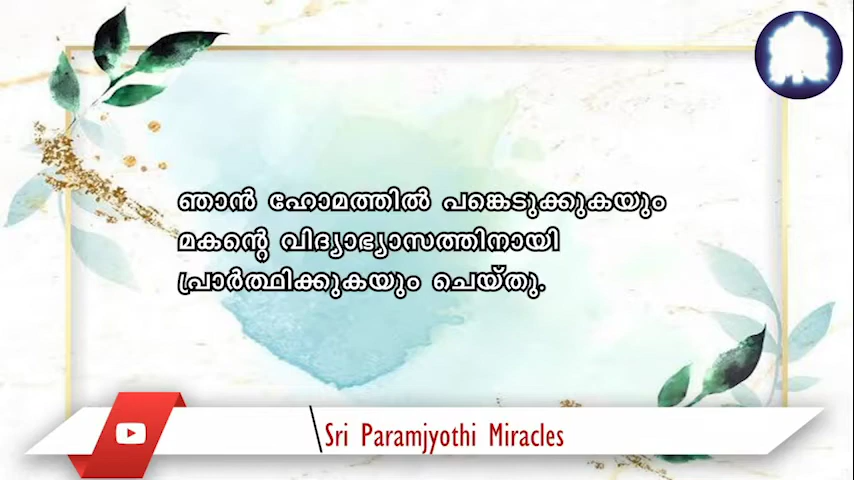 ഞാൻ ഹോമത്തിൽ പങ്കെടുക്കുകയും
മകന്റെ വിദ്യാഭ്യാസത്തിനായി
പ്രാർത്ഥിക്കുകയും ചെയ്തു.
Sri Paramjyothi Miracles